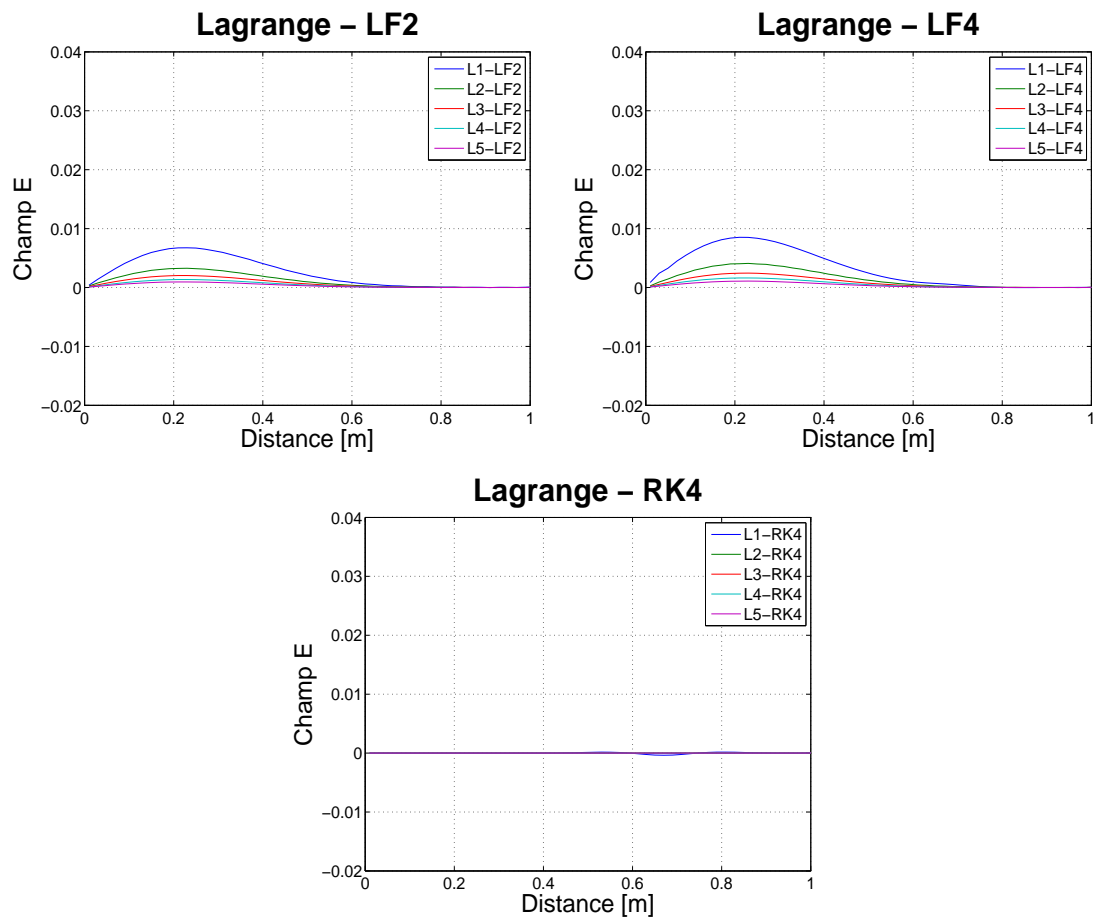 Lagrange – LF2
Champ E
0.04
0.03
0.02
0.01
0
−0.01
−0.02
L1−LF2
L2−LF2
L3−LF2
L4−LF2
L5−LF2
0 0.2 0.4 0.6 0.8 1
Distance [m]
Lagrange – LF4
Champ E
0.04
0.03
0.02
0.01
0
−0.01
−0.02
L1−LF4
L2−LF4
L3−LF4
L4−LF4
L5−LF4
0 0.2 0.4 0.6 0.8 1
Distance [m]
Lagrange – RK4
Champ E
0.04
0.03
0.02
0.01
0
−0.01
−0.02
L1−RK4
L2−RK4
L3−RK4
L4−RK4
L5−RK4
0 0.2 0.4 0.6 0.8 1
Distance [m]